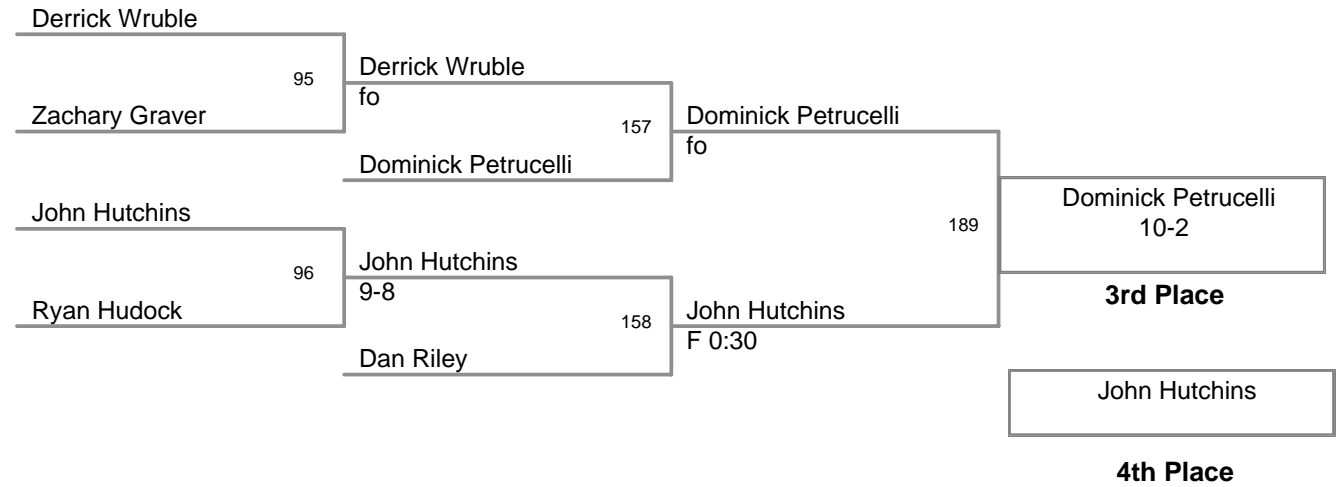 Derrick Wruble
95
Derrick Wruble
fo
Zachary Graver
157
Dominick Petrucelli
fo
Dominick Petrucelli
John Hutchins
189
Dominick Petrucelli
10-2
96
John Hutchins
9-8
3rd Place
Ryan Hudock
158
John Hutchins
F 0:30
Dan Riley
John Hutchins
4th Place